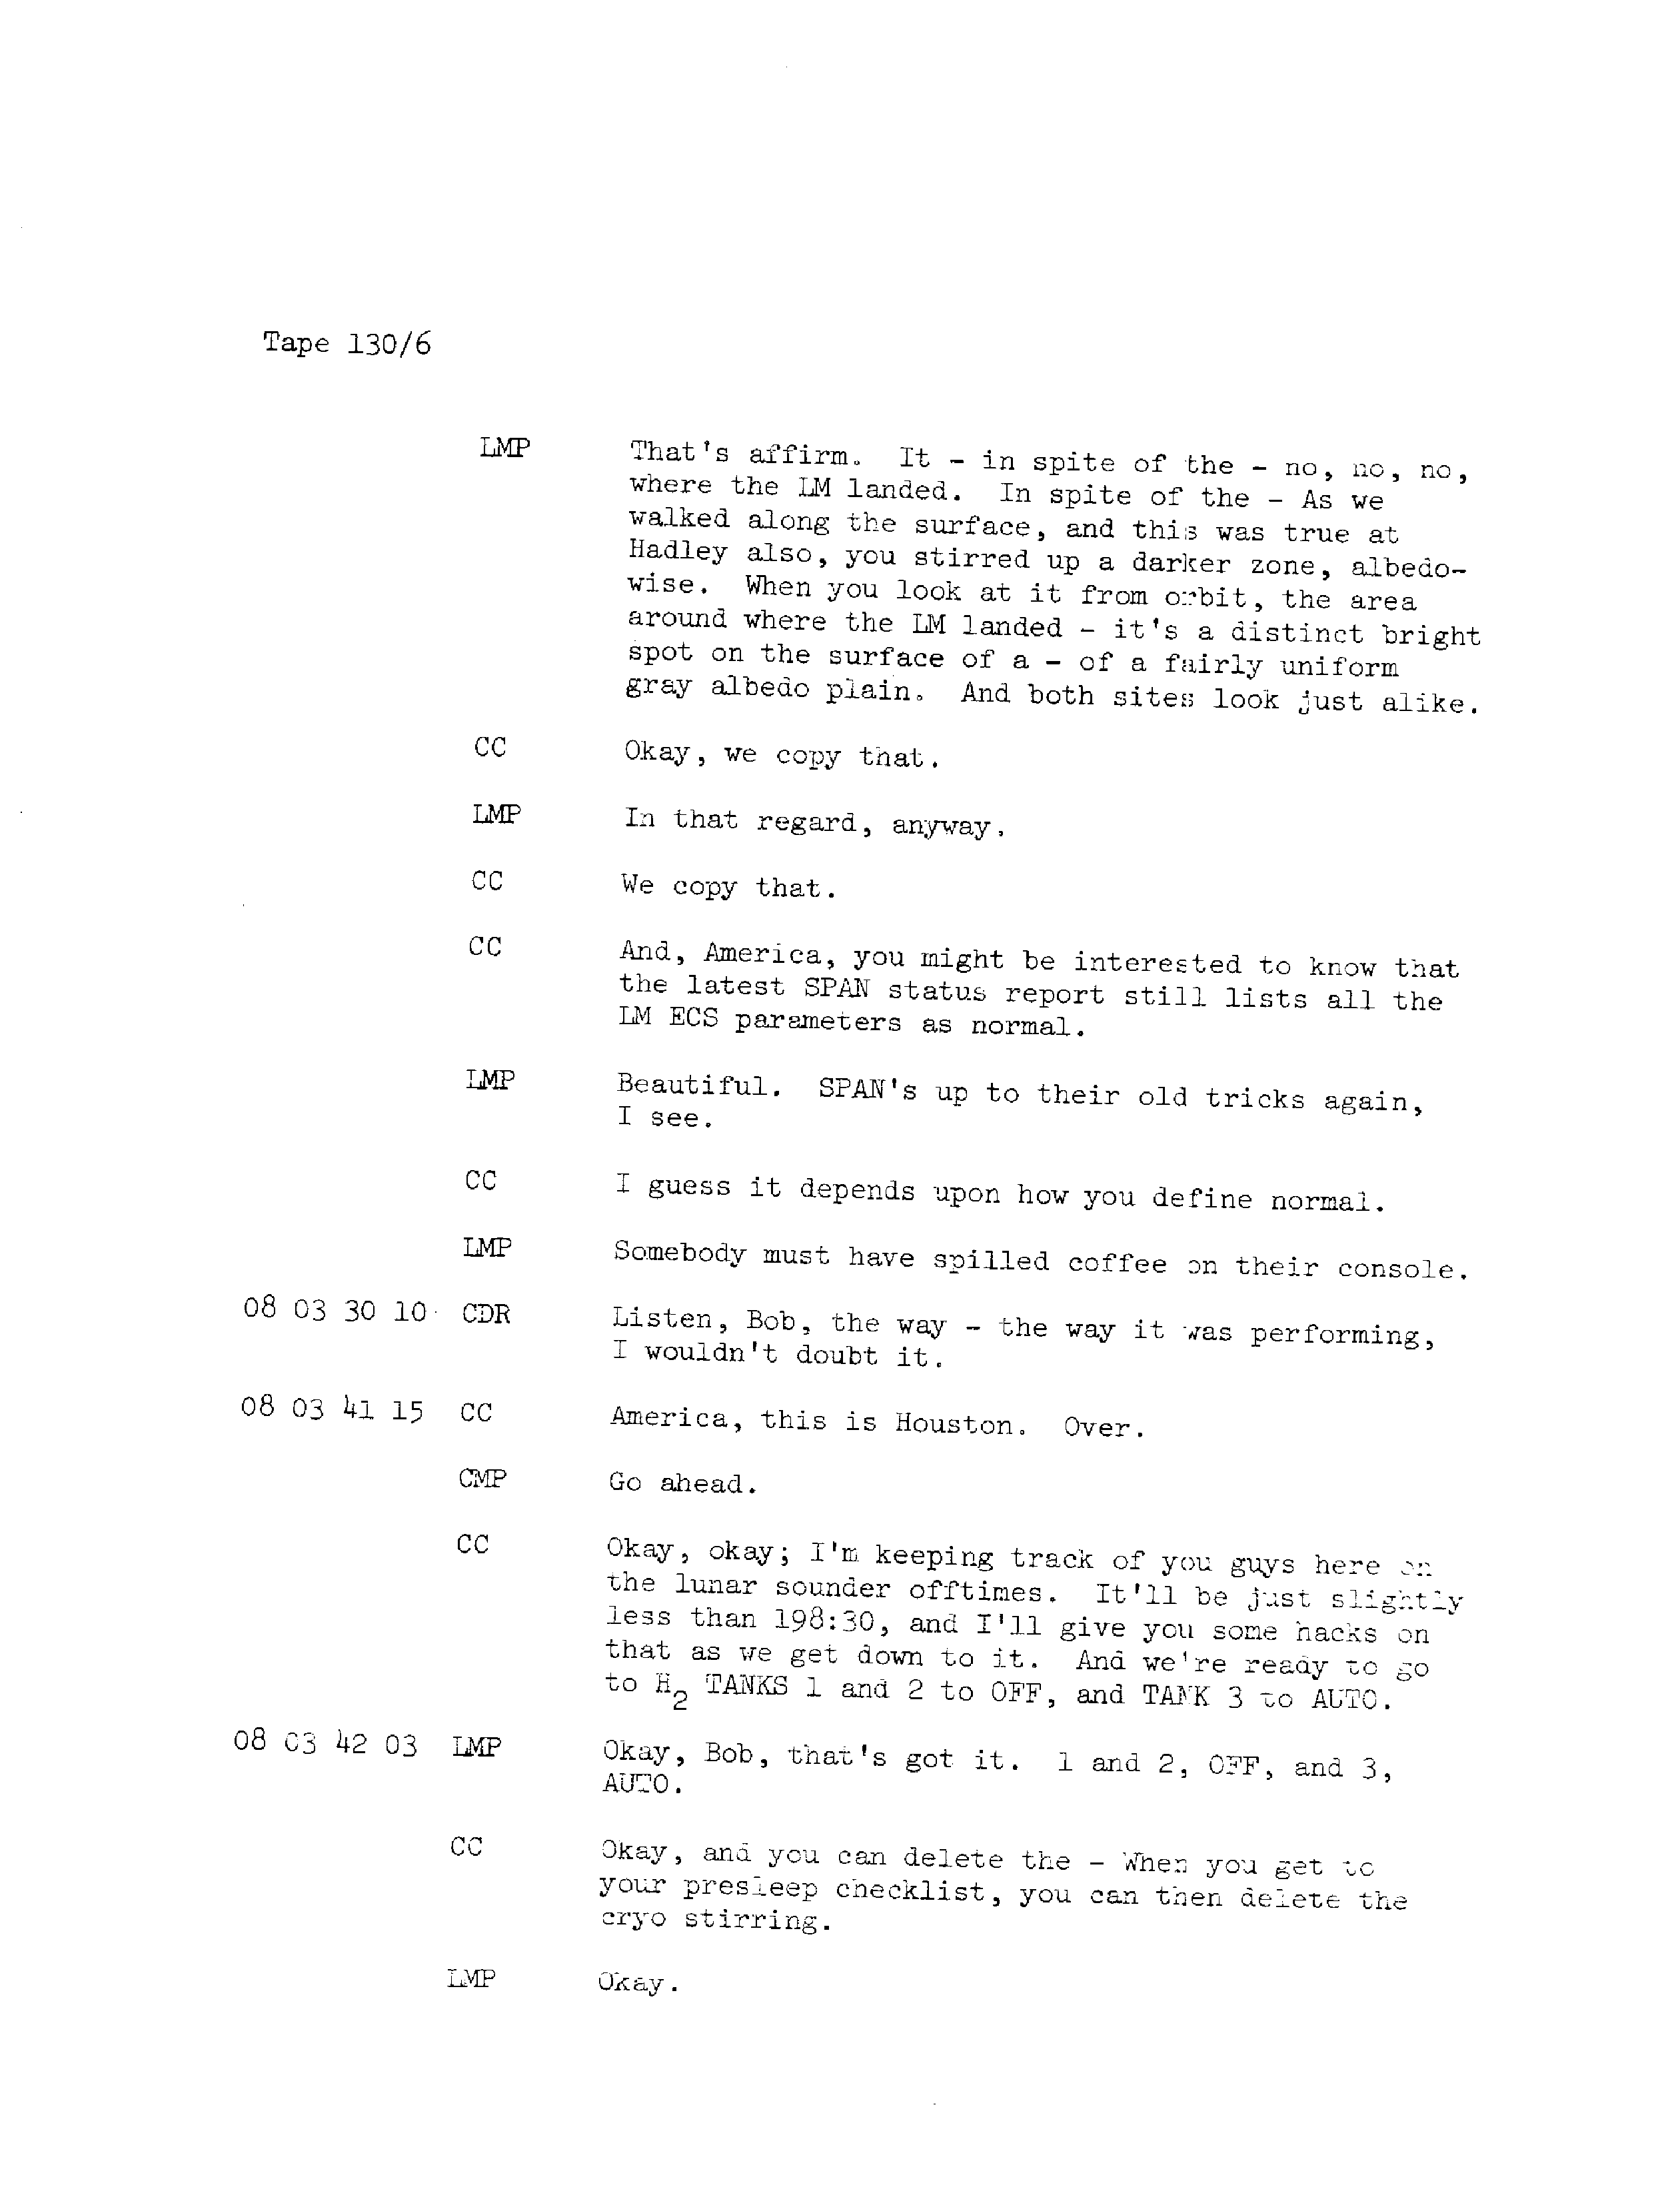 Tape 130/6
LMP That's affirm. It - in spite of the - no, no, no,
where the LM landed. In spite of the - As we
walked along the surface, and this was true at
Hadley also, you stirred up a darker zone, albedo-
wise. When you look at it from orbit, the area
around where the LM landed - it's a distinct bright
spot on the surface of a - of a fairly uniform
gray albedo plain. And both sites look just alike.
CC Okay, we copy that.
LMP In that regard, anyway.
CC We copy that.
CC And, America, you might be interested to know that
the latest SPAN status report still lists all the
LM ECS parameters as normal.
LMP Beautiful. SPAN's up to their old tricks again,
I see.
CC I guess it depends upon how you define normal.
LMP Somebody must have spilled coffee on their console.
08 03 30 10 CDR Listen, Bob, the way - the way it was performing,
I wouldn't doubt it.
08 03 41 15 CC America, this is Houston. Over.
CMP Go ahead.
CC Okay, okay; I'm keeping track of you guys here on
the lunar sounder offtimes. It'll be just slightly
less than 198:30, and I'll give you some hacks on
that as we get down to it. And we're ready to go
to H2 TANKS 1 and 2 to OFF, and TANK 3 to AUTO.
08 03 42 03 LMP Okay, Bob, that's got it. 1 and 2, OFF, and 3,
AUTO.
CC Okay, and you can delete the - When you get to
your presleep checklist, you can then delete the
cryo stirring.
LMP Okay.